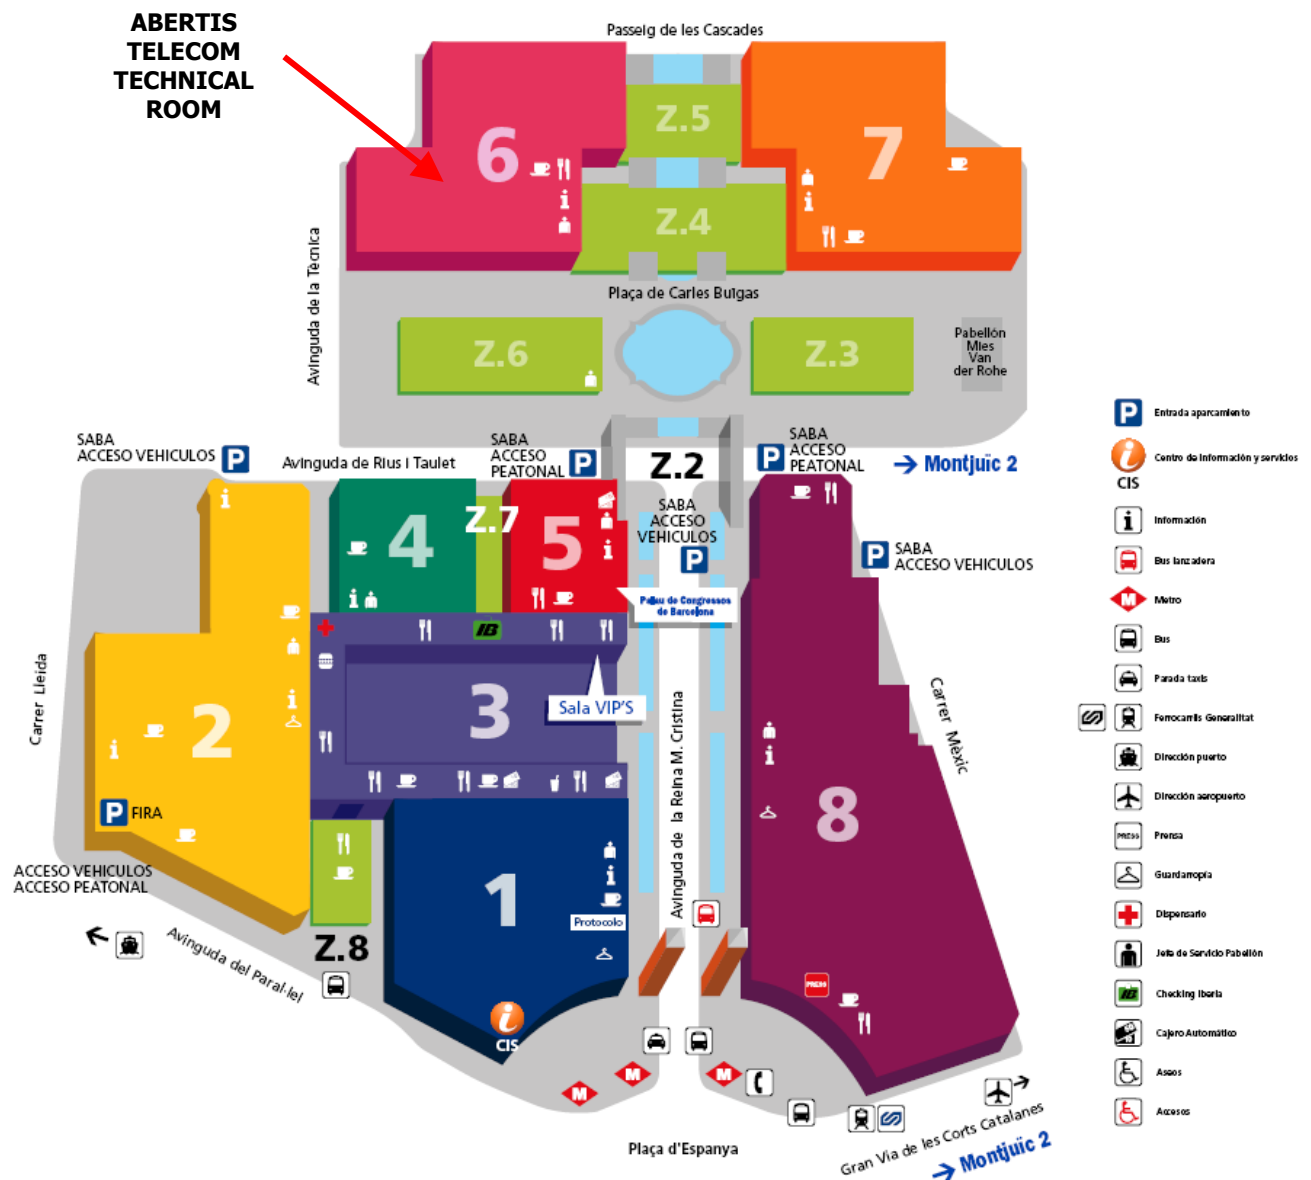 ABERTIS
TELECOM
TECHNICAL
ROOM
Passeig de les Cascades
6
Z.5
7
Z.4
Avinguda de la Tècnica
Plaça de Carles Buïgas
Z.6
Z.3
Pabellón
Mies
Van
der Rohe
SABA
ACCESO VEHICULOS
P
Avinguda de Rius i Taulet
SABA
ACCESO
PEATONAL
P
Z.2
P
SABA
ACCESO
PEATONAL
→ Montjuïc 2
SABA
ACCESO
VEHICULOS
P
P
SABA
ACCESO VEHICULOS
4
Z.7
5
Palau de Congressos
de Barcelona
IB
Sala VIP'S
3
2
Carrer Lleida
P FIRA
ACCESO VEHICULOS
ACCESO PEATONAL
Avinguda del Paral·lel
Z.8
1
Protocolo
CIS
Avinguda de la Reina M. Cristina
8
Carrer Mèxic
PRESS
M
M
M
Plaça d'Espanya
Gran Via de les Corts Catalanes
→ Montjuïc 2
P Entrada aparcamiento
Centro de información y servicios
CIS
Información
Bus lanzadera
M Metro
Bus
Parada taxis
Ferrocarrils Generalitat
Dirección puerto
Dirección aeropuerto
PRESS Prensa
Guardarropía
Dispensario
Jefa de Servicio Pabellón
IB Checking Iberia
Cajero Automático
Aseos
Accesos